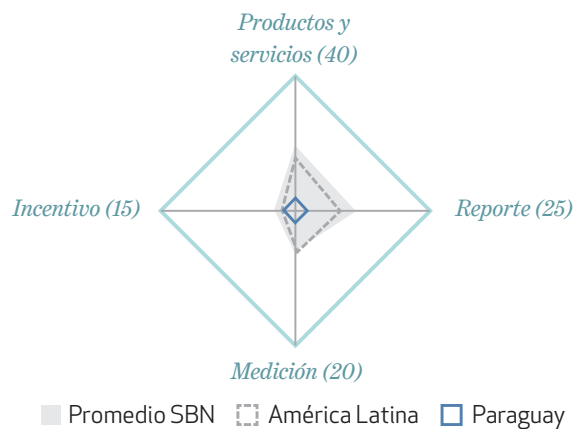 Productos y
servicios (40)
Incentivo (15)
Reporte (25)
Medición (20)
Promedio SBN
América Latina
Paraguay